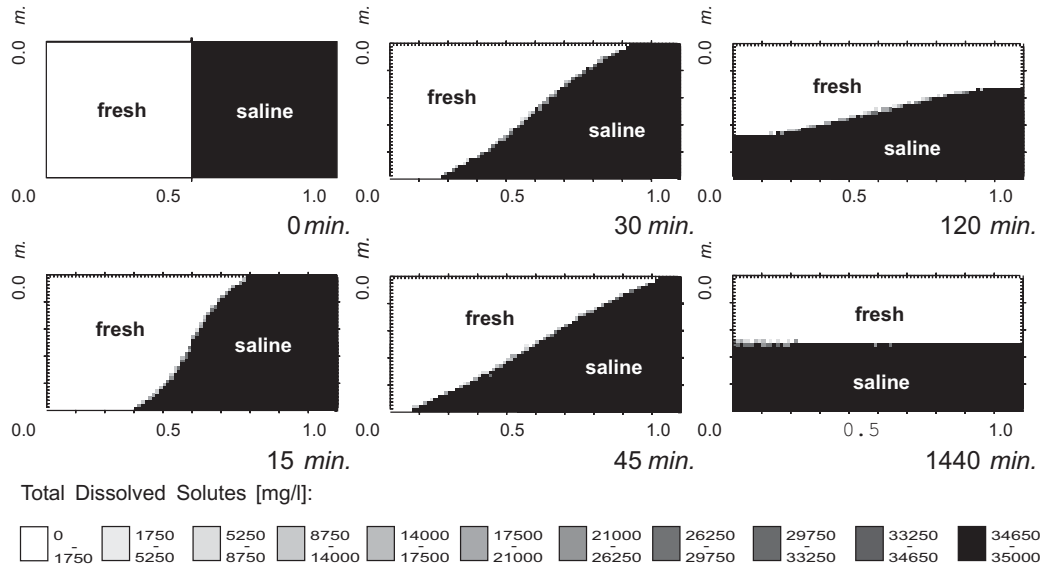 m.
0.0
fresh
saline
0.0
0.5
1.0
0 min.
m.
0.0
fresh
saline
0.5
1.0
30 min.
m.
0.0
fresh
saline
0.0
0.5
1.0
120 min.
m.
0.0
fresh
saline
0.0
0.5
1.0
15 min.
m.
0.0
fresh
saline
0.0
0.5
1.0
45 min.
m.
0.0
fresh
saline
0.0
0.5
1.0
1440 min.
Total Dissolved Solutes [mg/l]:
0 - 1750
1750 - 5250
5250 - 8750
8750 - 14000
14000 - 17500
17500 - 21000
21000 - 26250
26250 - 29750
29750 - 33250
33250 - 34650
34650 - 35000